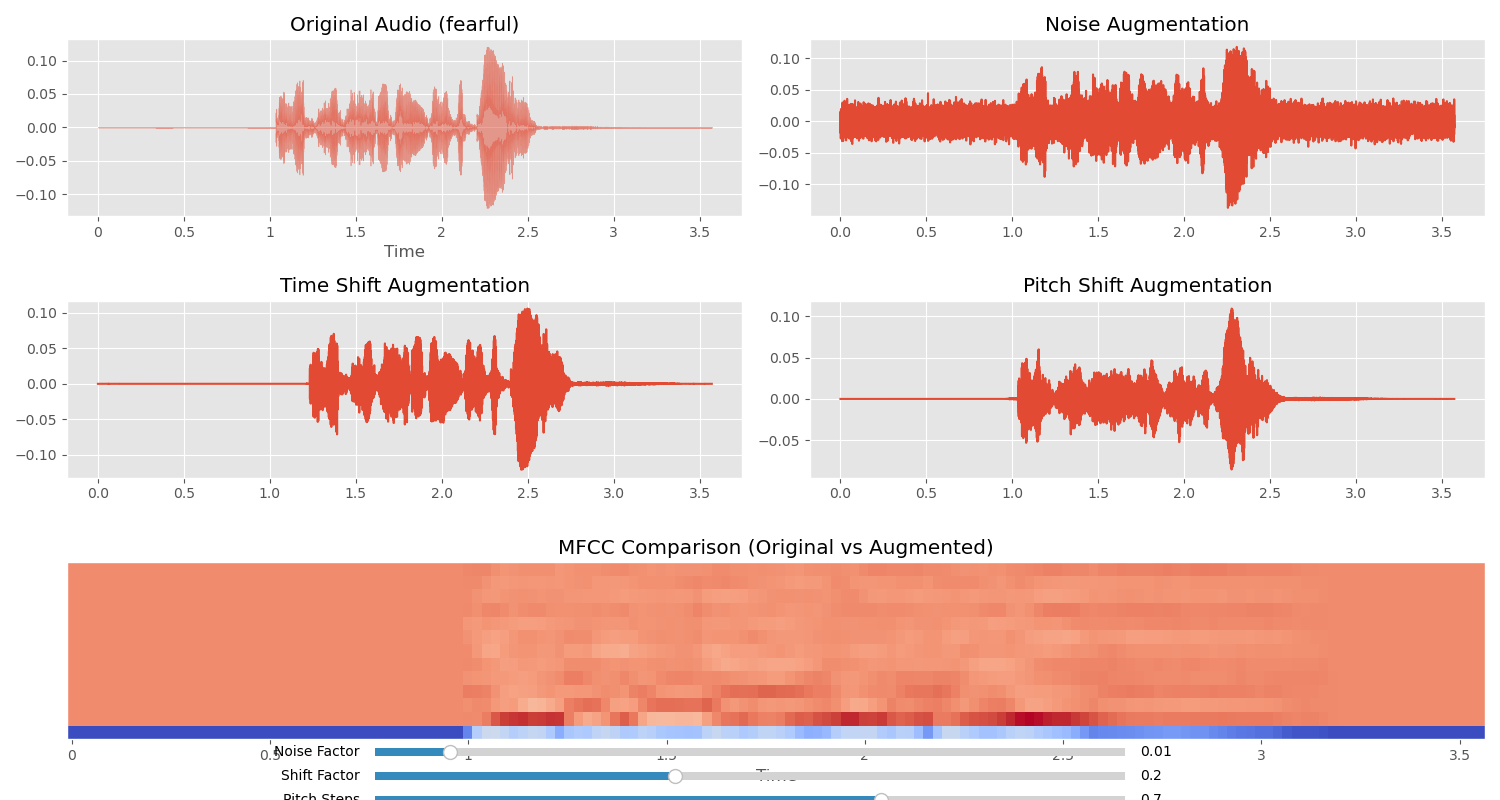 Original Audio (fearful)
0.10
0.05
0.00
−0.05
−0.10
0 0.5 1 1.5 2 2.5 3 3.5
Time
Noise Augmentation
0.10
0.05
0.00
−0.05
−0.10
0.0 0.5 1.0 1.5 2.0 2.5 3.0 3.5
Time Shift Augmentation
0.10
0.05
0.00
−0.05
−0.10
0.0 0.5 1.0 1.5 2.0 2.5 3.0 3.5
Pitch Shift Augmentation
0.10
0.05
0.00
−0.05
0.0 0.5 1.0 1.5 2.0 2.5 3.0 3.5
MFCC Comparison (Original vs Augmented)
0 0.5 1 1.5 2 2.5 3 3.5
Time
Noise Factor 0.01
Shift Factor 0.2
Pitch Steps 0.7